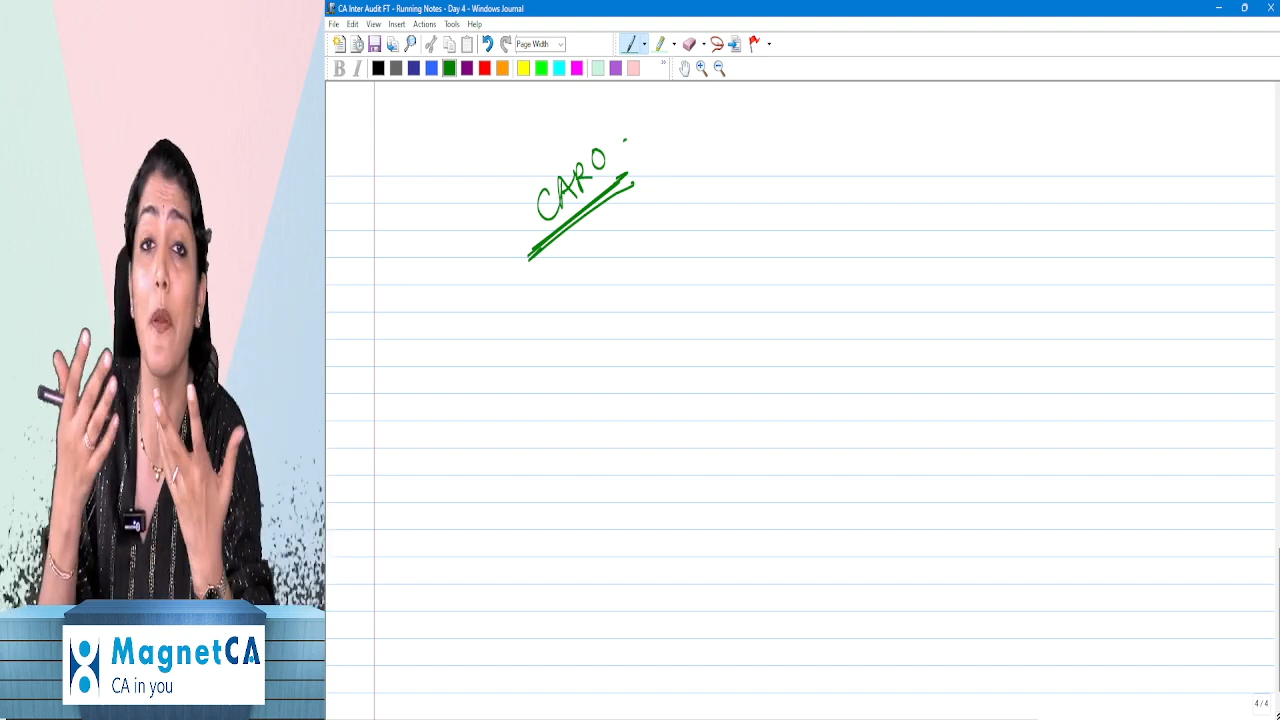 CA Inter Audit FT - Running Notes - Day 4 - Windows Journal
File Edit View Insert Actions Tools Help
Page Width
B I
CARO
4 / 4
MagnetCA
CA in you